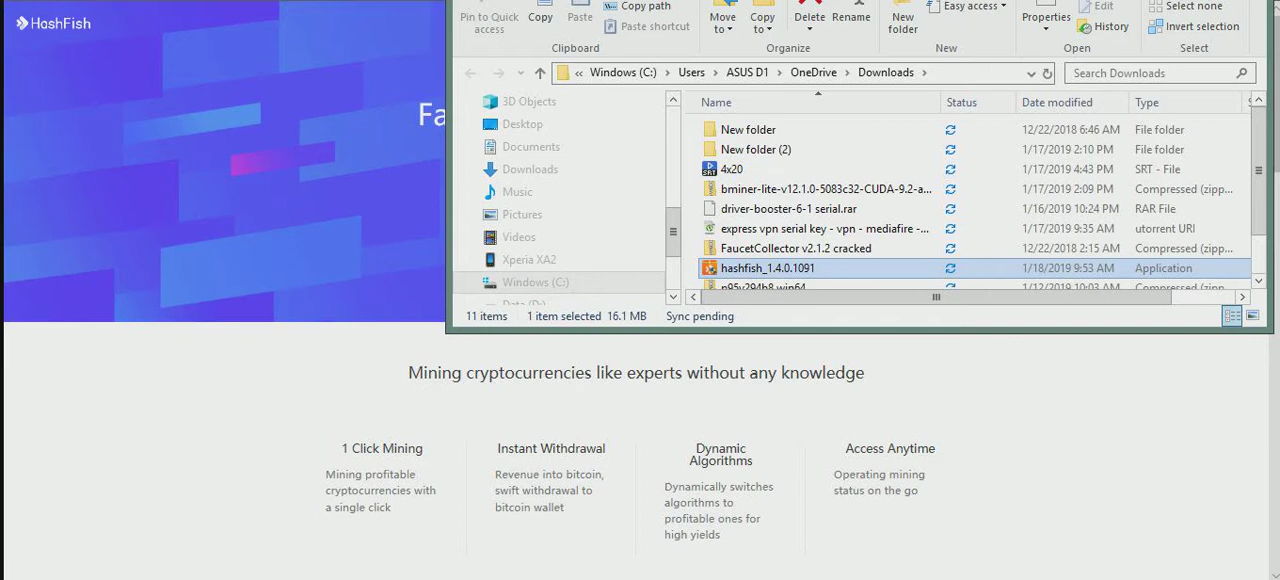 HashFish
Fa
Pin to Quick access
Copy
Paste
Copy path
Paste shortcut
Clipboard
Move to
Copy to
Delete
Rename
Organize
New folder
Easy access
New
Properties
Edit
History
Open
Select none
Invert selection
Select
« Windows (C:) > Users > ASUS D1 > OneDrive > Downloads >
Search Downloads
3D Objects
Desktop
Documents
Downloads
Music
Pictures
Videos
Xperia XA2
Windows (C:)
Data (D:)
Name Status Date modified Type
New folder 12/22/2018 6:46 AM File folder
New folder (2) 1/17/2019 2:10 PM File folder
4x20 1/17/2019 4:43 PM SRT - File
bminer-lite-v12.1.0-5083c32-CUDA-9.2-a... 1/17/2019 2:09 PM Compressed (zipp...
driver-booster-6-1 serial.rar 1/16/2019 10:24 PM RAR File
express vpn serial key - vpn - mediafire -... 1/17/2019 9:35 AM utorrent URI
FaucetCollector v2.1.2 cracked 12/22/2018 2:15 AM Compressed (zipp...
hashfish_1.4.0.1091 1/18/2019 9:53 AM Application
p95v294b8.win64 1/12/2019 10:03 AM Compressed (zipp...
11 items 1 item selected 16.1 MB Sync pending
Mining cryptocurrencies like experts without any knowledge
1 Click Mining
Mining profitable
cryptocurrencies with
a single click
Instant Withdrawal
Revenue into bitcoin,
swift withdrawal to
bitcoin wallet
Dynamic
Algorithms
Dynamically switches
algorithms to
profitable ones for
high yields
Access Anytime
Operating mining
status on the go